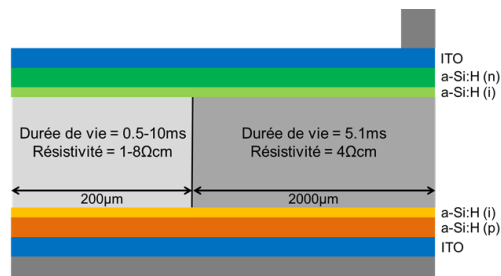 ITO
a-Si:H (n)
a-Si:H (i)
Durée de vie = 0.5-10ms
Résistivité = 1-8Ωcm
Durée de vie = 5.1ms
Résistivité = 4Ωcm
200µm
2000µm
a-Si:H (i)
a-Si:H (p)
ITO